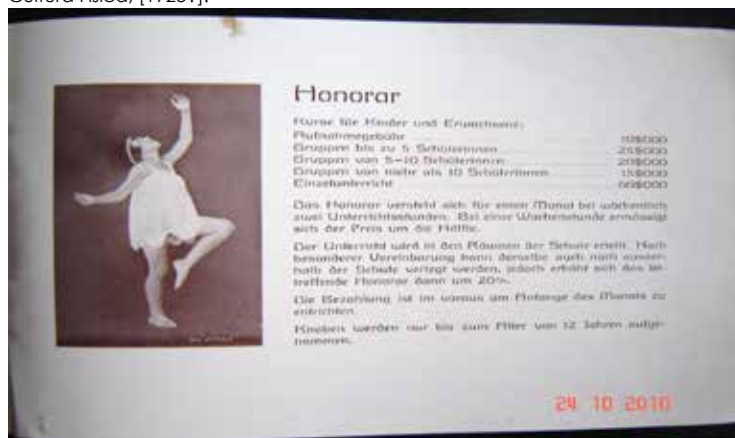 Honorar
Kurse für Kinder und Erwachsene:
Aufnahmegebühr 10$000
Gruppen bis zu 5 Schülerinnen 25$000
Gruppen von 5-10 Schülerinnen 20$000
Gruppen von mehr als 10 Schülerinnen 15$000
Einzelunterricht
Das Honorar versteht sich für einen Monat bei wöchentlich
zwei Unterrichtsstunden. Bei einer Wochenstunde ermässigt
sich der Preis um die Hälfte.
Der Unterricht wird in den Räumen der Schule erteilt. Nach
besonderer Vereinbarung kann derselbe auch nach ausser-
halb der Schule verlegt werden, jedoch erhöht sich das be-
treffende Honorar dann um 20%.
Die Bezahlung ist im voraus am Anfange des Monats zu
entrichten.
Knaben werden nur bis zum Alter von 12 Jahren aufge-
nommen.
24 10 2010